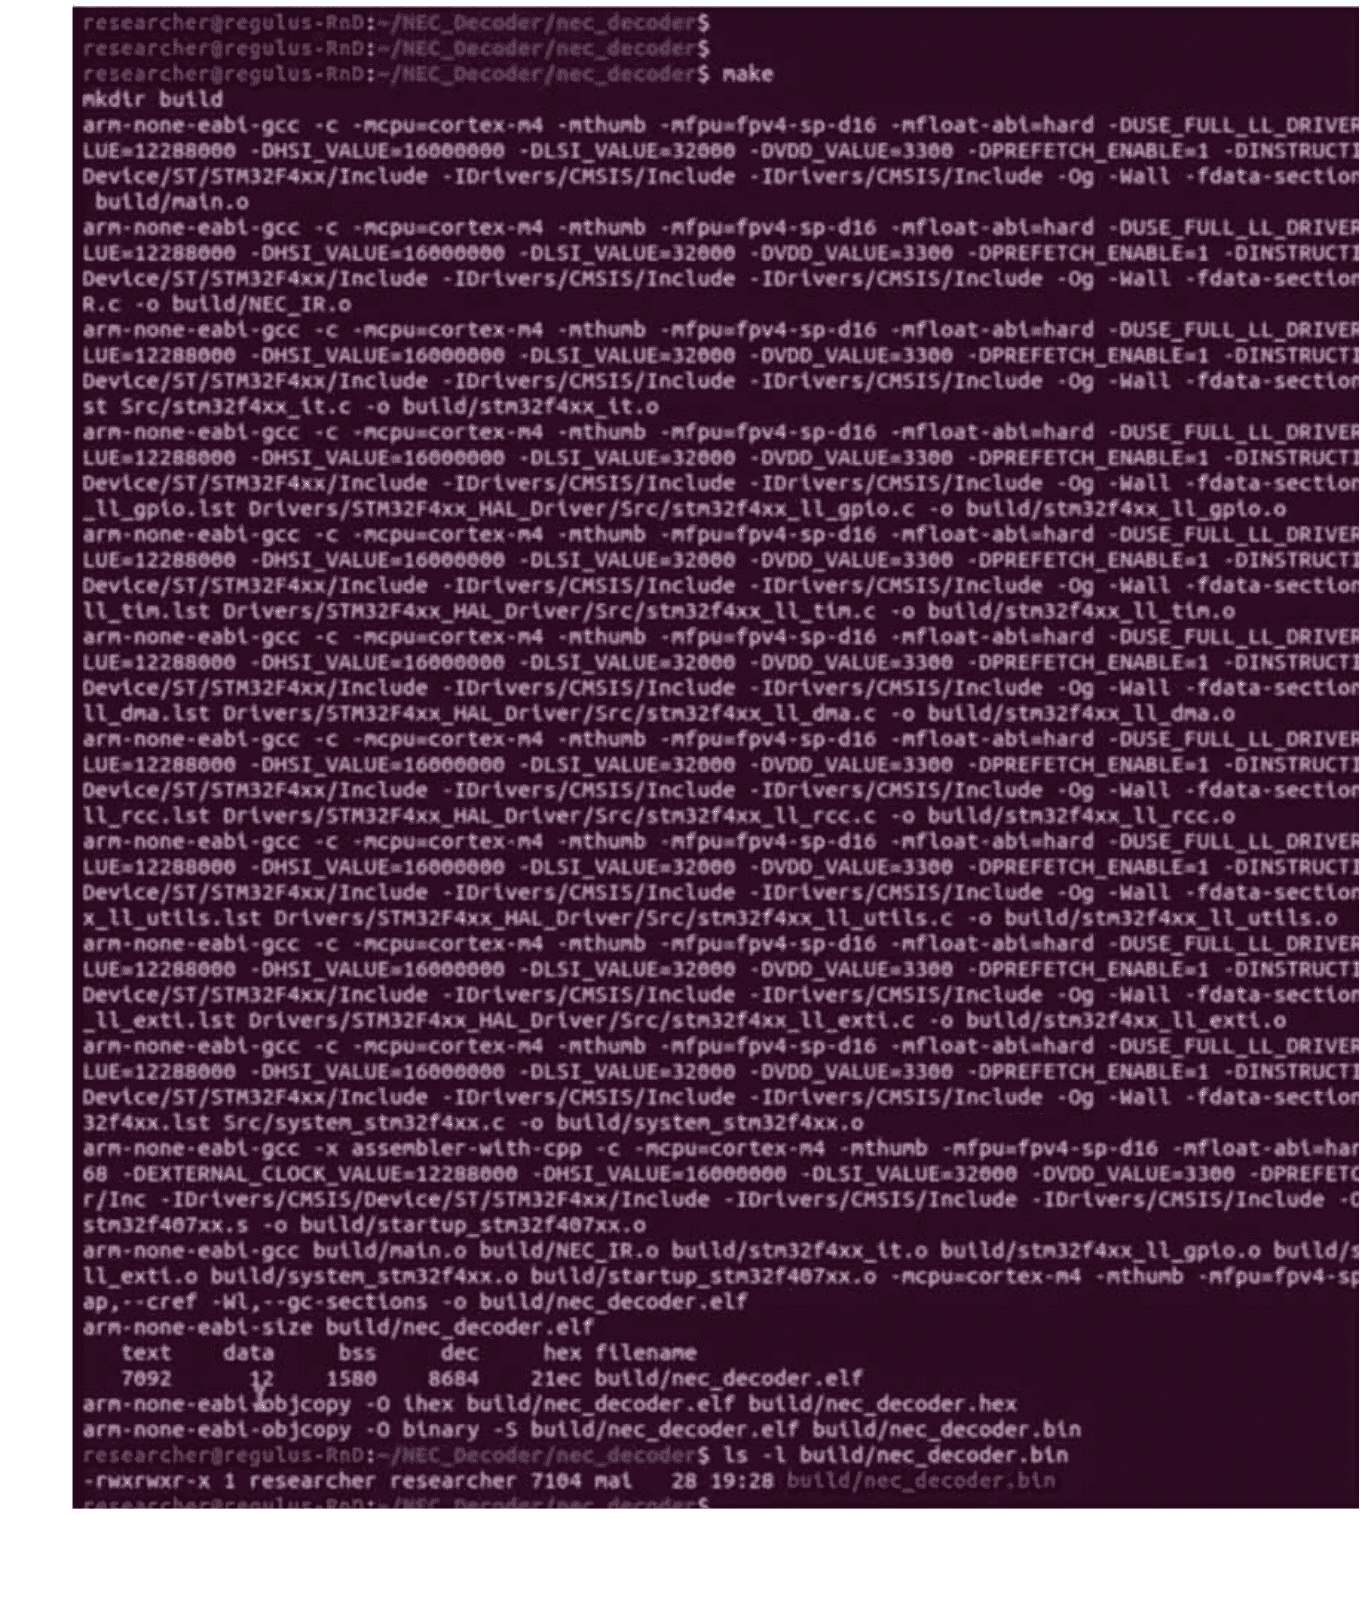 researcher@regulus-RnD:~/NEC_Decoder/nec_decoder$
researcher@regulus-RnD:~/NEC_Decoder/nec_decoder$
researcher@regulus-RnD:~/NEC_Decoder/nec_decoder$ make
mkdir build
arm-none-eabi-gcc -c -mcpu=cortex-m4 -mthumb -mfpu=fpv4-sp-d16 -mfloat-abi=hard -DUSE_FULL_LL_DRIVER
LUE=12288000 -DHSI_VALUE=16000000 -DLSI_VALUE=32000 -DVDD_VALUE=3300 -DPREFETCH_ENABLE=1 -DINSTRUCTI
Device/ST/STM32F4xx/Include -IDrivers/CMSIS/Include -IDrivers/CMSIS/Include -Og -Wall -fdata-section
build/main.o
arm-none-eabi-gcc -c -mcpu=cortex-m4 -mthumb -mfpu=fpv4-sp-d16 -mfloat-abi=hard -DUSE_FULL_LL_DRIVER
LUE=12288000 -DHSI_VALUE=16000000 -DLSI_VALUE=32000 -DVDD_VALUE=3300 -DPREFETCH_ENABLE=1 -DINSTRUCTI
Device/ST/STM32F4xx/Include -IDrivers/CMSIS/Include -IDrivers/CMSIS/Include -Og -Wall -fdata-section
R.c -o build/NEC_IR.o
arm-none-eabi-gcc -c -mcpu=cortex-m4 -mthumb -mfpu=fpv4-sp-d16 -mfloat-abi=hard -DUSE_FULL_LL_DRIVER
LUE=12288000 -DHSI_VALUE=16000000 -DLSI_VALUE=32000 -DVDD_VALUE=3300 -DPREFETCH_ENABLE=1 -DINSTRUCTI
Device/ST/STM32F4xx/Include -IDrivers/CMSIS/Include -IDrivers/CMSIS/Include -Og -Wall -fdata-section
st Src/stm32f4xx_it.c -o build/stm32f4xx_it.o
arm-none-eabi-gcc -c -mcpu=cortex-m4 -mthumb -mfpu=fpv4-sp-d16 -mfloat-abi=hard -DUSE_FULL_LL_DRIVER
LUE=12288000 -DHSI_VALUE=16000000 -DLSI_VALUE=32000 -DVDD_VALUE=3300 -DPREFETCH_ENABLE=1 -DINSTRUCTI
Device/ST/STM32F4xx/Include -IDrivers/CMSIS/Include -IDrivers/CMSIS/Include -Og -Wall -fdata-section
_ll_gpio.lst Drivers/STM32F4xx_HAL_Driver/Src/stm32f4xx_ll_gpio.c -o build/stm32f4xx_ll_gpio.o
arm-none-eabi-gcc -c -mcpu=cortex-m4 -mthumb -mfpu=fpv4-sp-d16 -mfloat-abi=hard -DUSE_FULL_LL_DRIVER
LUE=12288000 -DHSI_VALUE=16000000 -DLSI_VALUE=32000 -DVDD_VALUE=3300 -DPREFETCH_ENABLE=1 -DINSTRUCTI
Device/ST/STM32F4xx/Include -IDrivers/CMSIS/Include -IDrivers/CMSIS/Include -Og -Wall -fdata-section
ll_tim.lst Drivers/STM32F4xx_HAL_Driver/Src/stm32f4xx_ll_tim.c -o build/stm32f4xx_ll_tim.o
arm-none-eabi-gcc -c -mcpu=cortex-m4 -mthumb -mfpu=fpv4-sp-d16 -mfloat-abi=hard -DUSE_FULL_LL_DRIVER
LUE=12288000 -DHSI_VALUE=16000000 -DLSI_VALUE=32000 -DVDD_VALUE=3300 -DPREFETCH_ENABLE=1 -DINSTRUCTI
Device/ST/STM32F4xx/Include -IDrivers/CMSIS/Include -IDrivers/CMSIS/Include -Og -Wall -fdata-section
ll_dma.lst Drivers/STM32F4xx_HAL_Driver/Src/stm32f4xx_ll_dma.c -o build/stm32f4xx_ll_dma.o
arm-none-eabi-gcc -c -mcpu=cortex-m4 -mthumb -mfpu=fpv4-sp-d16 -mfloat-abi=hard -DUSE_FULL_LL_DRIVER
LUE=12288000 -DHSI_VALUE=16000000 -DLSI_VALUE=32000 -DVDD_VALUE=3300 -DPREFETCH_ENABLE=1 -DINSTRUCTI
Device/ST/STM32F4xx/Include -IDrivers/CMSIS/Include -IDrivers/CMSIS/Include -Og -Wall -fdata-section
ll_rcc.lst Drivers/STM32F4xx_HAL_Driver/Src/stm32f4xx_ll_rcc.c -o build/stm32f4xx_ll_rcc.o
arm-none-eabi-gcc -c -mcpu=cortex-m4 -mthumb -mfpu=fpv4-sp-d16 -mfloat-abi=hard -DUSE_FULL_LL_DRIVER
LUE=12288000 -DHSI_VALUE=16000000 -DLSI_VALUE=32000 -DVDD_VALUE=3300 -DPREFETCH_ENABLE=1 -DINSTRUCTI
Device/ST/STM32F4xx/Include -IDrivers/CMSIS/Include -IDrivers/CMSIS/Include -Og -Wall -fdata-section
x_ll_utils.lst Drivers/STM32F4xx_HAL_Driver/Src/stm32f4xx_ll_utils.c -o build/stm32f4xx_ll_utils.o
arm-none-eabi-gcc -c -mcpu=cortex-m4 -mthumb -mfpu=fpv4-sp-d16 -mfloat-abi=hard -DUSE_FULL_LL_DRIVER
LUE=12288000 -DHSI_VALUE=16000000 -DLSI_VALUE=32000 -DVDD_VALUE=3300 -DPREFETCH_ENABLE=1 -DINSTRUCTI
Device/ST/STM32F4xx/Include -IDrivers/CMSIS/Include -IDrivers/CMSIS/Include -Og -Wall -fdata-section
_ll_exti.lst Drivers/STM32F4xx_HAL_Driver/Src/stm32f4xx_ll_exti.c -o build/stm32f4xx_ll_exti.o
arm-none-eabi-gcc -c -mcpu=cortex-m4 -mthumb -mfpu=fpv4-sp-d16 -mfloat-abi=hard -DUSE_FULL_LL_DRIVER
LUE=12288000 -DHSI_VALUE=16000000 -DLSI_VALUE=32000 -DVDD_VALUE=3300 -DPREFETCH_ENABLE=1 -DINSTRUCTI
Device/ST/STM32F4xx/Include -IDrivers/CMSIS/Include -IDrivers/CMSIS/Include -Og -Wall -fdata-section
32f4xx.lst Src/system_stm32f4xx.c -o build/system_stm32f4xx.o
arm-none-eabi-gcc -x assembler-with-cpp -c -mcpu=cortex-m4 -mthumb -mfpu=fpv4-sp-d16 -mfloat-abi=har
68 -DEXTERNAL_CLOCK_VALUE=12288000 -DHSI_VALUE=16000000 -DLSI_VALUE=32000 -DVDD_VALUE=3300 -DPREFETC
r/Inc -IDrivers/CMSIS/Device/ST/STM32F4xx/Include -IDrivers/CMSIS/Include -IDrivers/CMSIS/Include -O
stm32f407xx.s -o build/startup_stm32f407xx.o
arm-none-eabi-gcc build/main.o build/NEC_IR.o build/stm32f4xx_it.o build/stm32f4xx_ll_gpio.o build/s
ll_exti.o build/system_stm32f4xx.o build/startup_stm32f407xx.o -mcpu=cortex-m4 -mthumb -mfpu=fpv4-sp
ap,--cref -Wl,--gc-sections -o build/nec_decoder.elf
arm-none-eabi-size build/nec_decoder.elf
text data bss dec hex filename
7092 12 1580 8684 21ec build/nec_decoder.elf
arm-none-eabi-objcopy -O ihex build/nec_decoder.elf build/nec_decoder.hex
arm-none-eabi-objcopy -O binary -S build/nec_decoder.elf build/nec_decoder.bin
researcher@regulus-RnD:~/NEC_Decoder/nec_decoder$ ls -l build/nec_decoder.bin
-rwxrwxr-x 1 researcher researcher 7104 mai 28 19:28 build/nec_decoder.bin
researcher@regulus-RnD:~/NEC_Decoder/nec_decoder$